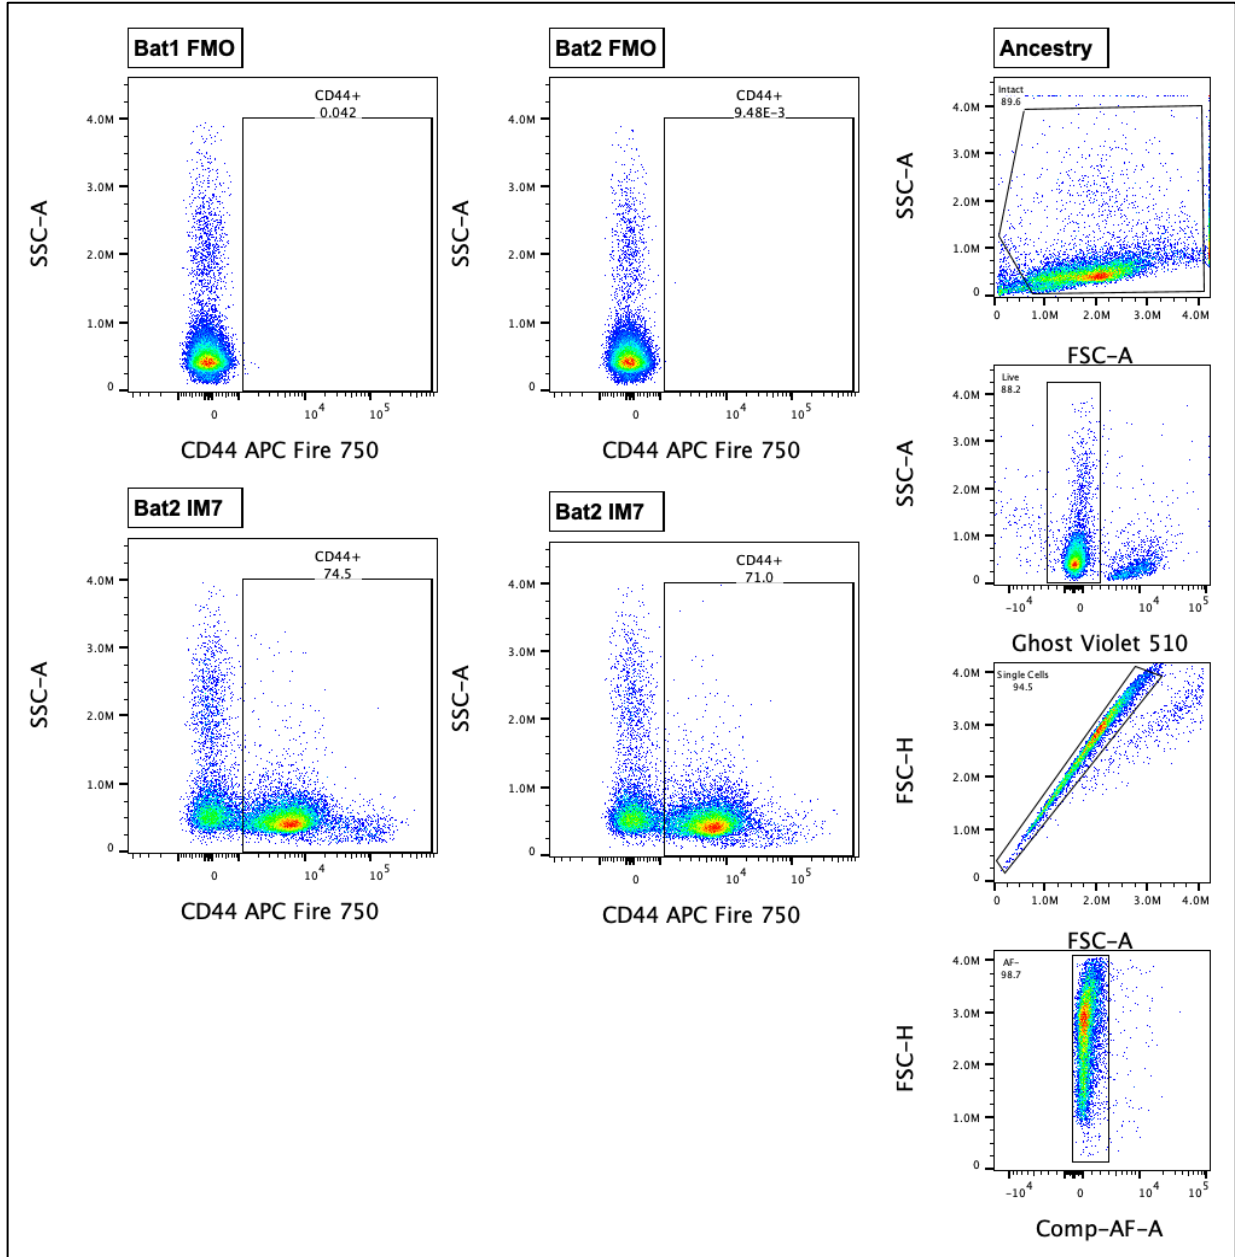 Bat1 FMO
CD44+
0.042
4.0M
3.0M
2.0M
1.0M
0
SSC-A
0
10^4
10^5
CD44 APC Fire 750
Bat2 FMO
CD44+
9.48E-3
4.0M
3.0M
2.0M
1.0M
0
SSC-A
0
10^4
10^5
CD44 APC Fire 750
Bat2 IM7
CD44+
74.5
4.0M
3.0M
2.0M
1.0M
0
SSC-A
0
10^4
10^5
CD44 APC Fire 750
Bat2 IM7
CD44+
71.0
4.0M
3.0M
2.0M
1.0M
0
SSC-A
0
10^4
10^5
CD44 APC Fire 750
Ancestry
Intact
89.6
4.0M
3.0M
2.0M
1.0M
0
SSC-A
0
1.0M
2.0M
3.0M
4.0M
FSC-A
Live
88.2
4.0M
3.0M
2.0M
1.0M
0
SSC-A
-10^4
0
10^4
10^5
Ghost Violet 510
Single Cells
94.5
4.0M
3.0M
2.0M
1.0M
0
FSC-H
0
1.0M
2.0M
3.0M
4.0M
FSC-A
AF-
98.7
4.0M
3.0M
2.0M
1.0M
0
FSC-H
-10^4
0
10^4
10^5
Comp-AF-A